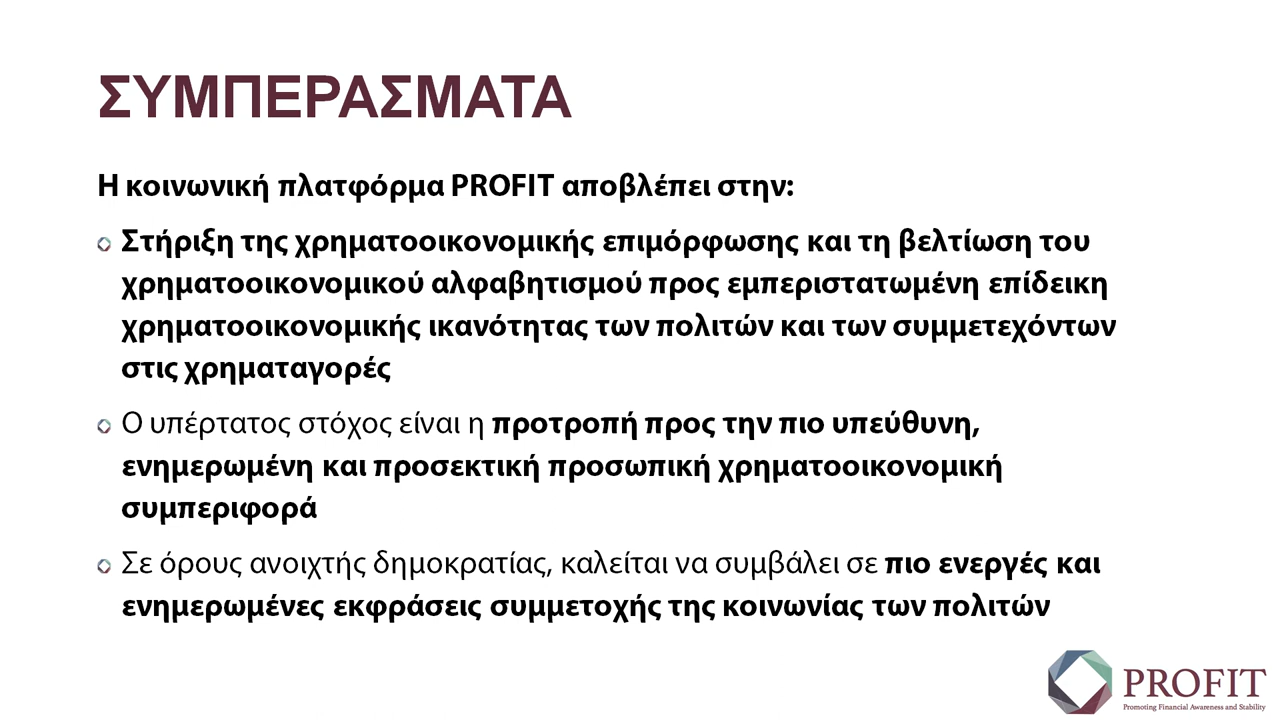 ΣΥΜΠΕΡΑΣΜΑΤΑ
Η κοινωνική πλατφόρμα PROFIT αποβλέπει στην:
Στήριξη της χρηματοοικονομικής επιμόρφωσης και τη βελτίωση του
χρηματοοικονομικού αλφαβητισμού προς εμπεριστατωμένη επίδεικη
χρηματοοικονομικής ικανότητας των πολιτών και των συμμετεχόντων
στις χρηματαγορές
Ο υπέρτατος στόχος είναι η προτροπή προς την πιο υπεύθυνη,
ενημερωμένη και προσεκτική προσωπική χρηματοοικονομική
συμπεριφορά
Σε όρους ανοιχτής δημοκρατίας, καλείται να συμβάλει σε πιο ενεργές και
ενημερωμένες εκφράσεις συμμετοχής της κοινωνίας των πολιτών
PROFIT
Promoting Financial Awareness and Stability